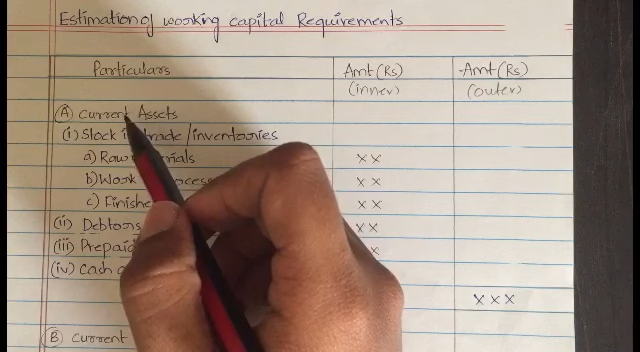 Estimation of working capital Requirements
Particulars Amt (Rs) (inner) Amt (Rs) (outer)
(A) Current Assets
(i) Stock in trade / inventories
a) Raw xx
b) Work xx
c) Finishe xx
(ii) Debtors xx
(iii) Prepaid x
(iv) Cash
xxx
(B) Current